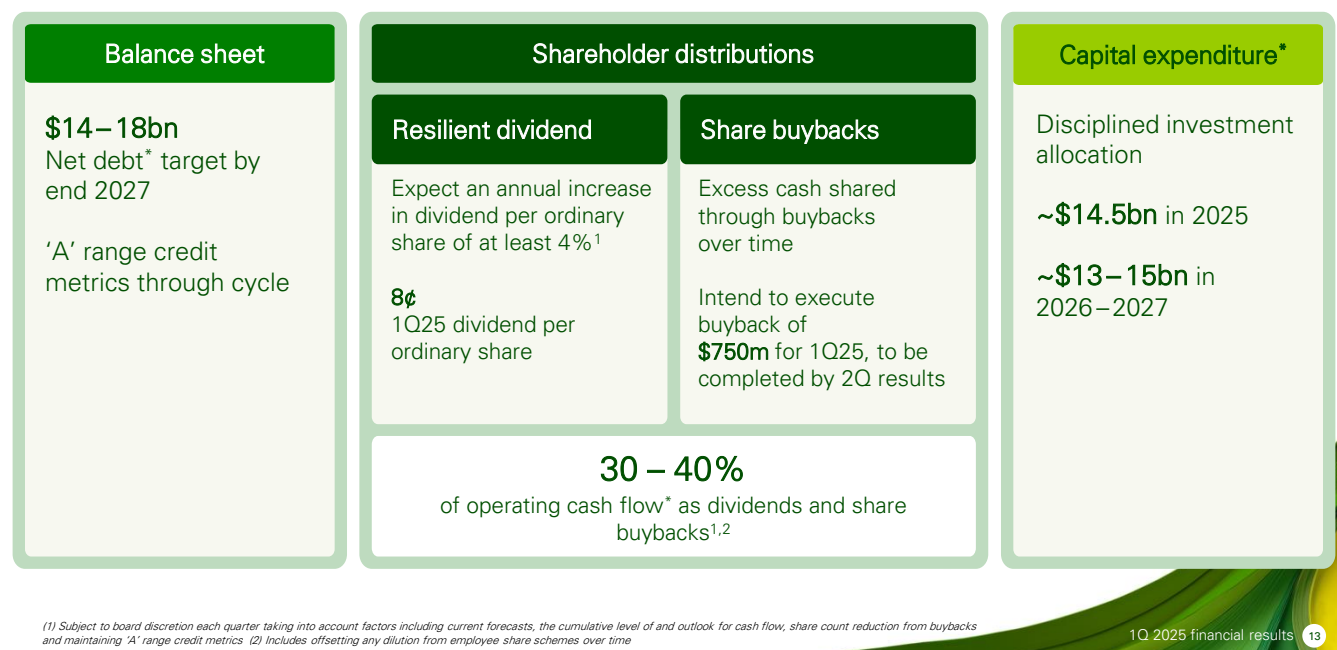 Balance sheet
$14–18bn
Net debt* target by
end 2027
‘A’ range credit
metrics through cycle
Shareholder distributions
Resilient dividend
Expect an annual increase
in dividend per ordinary
share of at least 4%¹
8¢
1Q25 dividend per
ordinary share
Share buybacks
Excess cash shared
through buybacks
over time
Intend to execute
buyback of
$750m for 1Q25, to be
completed by 2Q results
30 – 40%
of operating cash flow* as dividends and share
buybacks¹,²
Capital expenditure*
Disciplined investment
allocation
~$14.5bn in 2025
~$13–15bn in
2026–2027
(1) Subject to board discretion each quarter taking into account factors including current forecasts, the cumulative level of and outlook for cash flow, share count reduction from buybacks
and maintaining ‘A’ range credit metrics (2) Includes offsetting any dilution from employee share schemes over time
1Q 2025 financial results 13